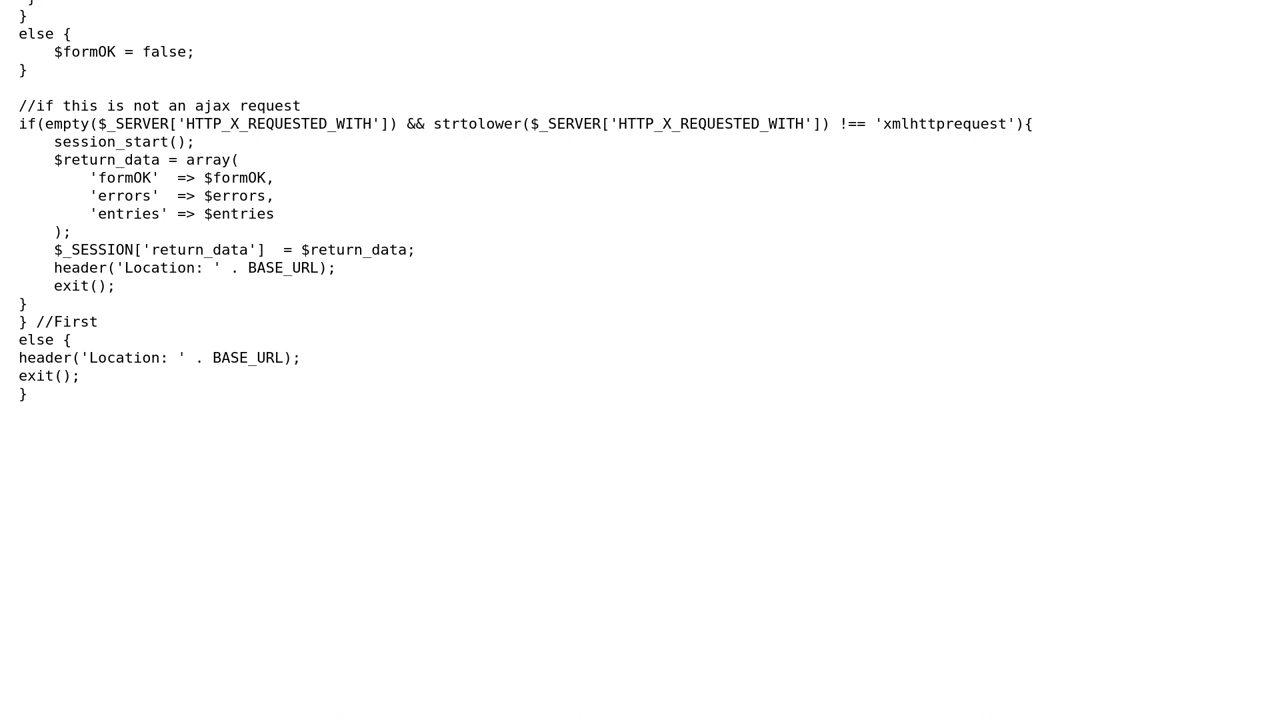 }
}
else {
    $formOK = false;
}

//if this is not an ajax request
if(empty($_SERVER['HTTP_X_REQUESTED_WITH']) && strtolower($_SERVER['HTTP_X_REQUESTED_WITH']) !== 'xmlhttprequest'){
    session_start();
    $return_data = array(
        'formOK'  => $formOK,
        'errors'  => $errors,
        'entries' => $entries
    );
    $_SESSION['return_data']  = $return_data;
    header('Location: ' . BASE_URL);
    exit();
}
} //First
else {
header('Location: ' . BASE_URL);
exit();
}